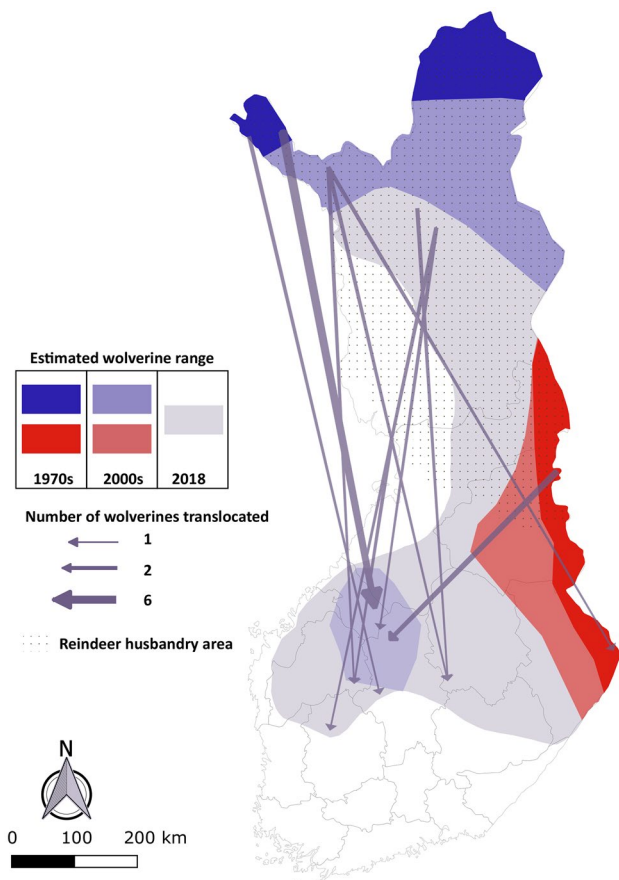 Estimated wolverine range
1970s 2000s 2018
Number of wolverines translocated
1
2
6
Reindeer husbandry area
N
0 100 200 km